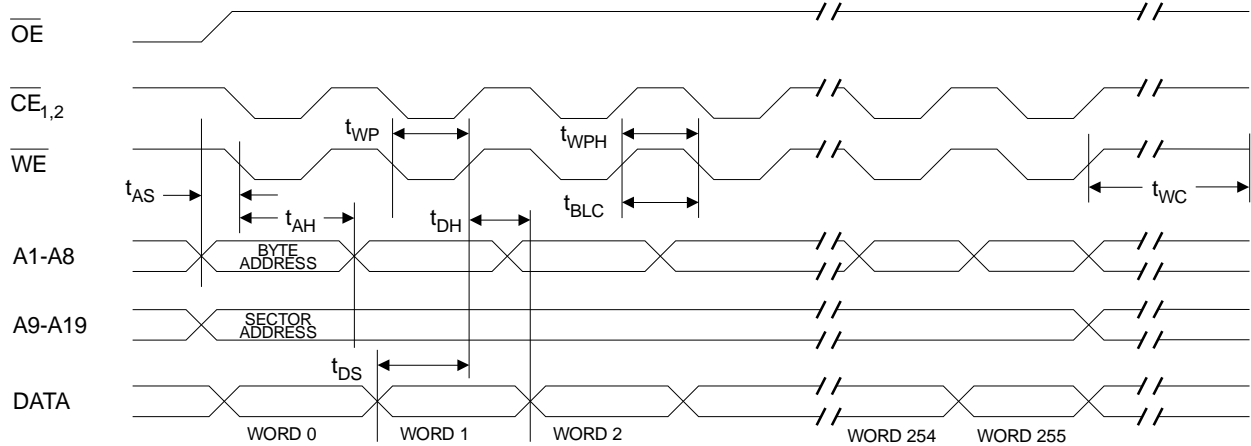 OE
CE1,2
tWP
tWPH
WE
tAS
tWC
tAH
tDH
tBLC
A1-A8
BYTE
ADDRESS
A9-A19
SECTOR
ADDRESS
tDS
DATA
WORD 0
WORD 1
WORD 2
WORD 254
WORD 255